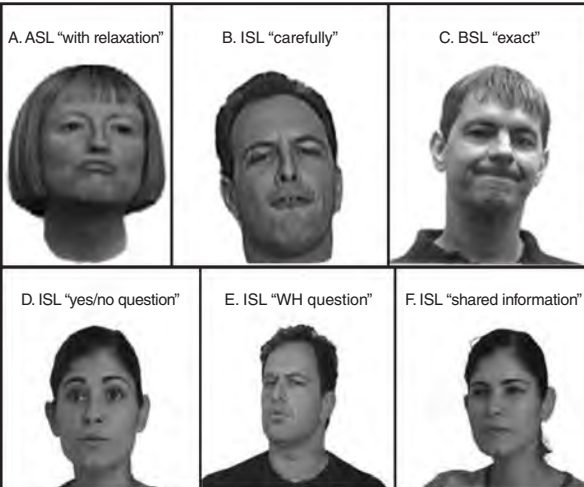 A. ASL “with relaxation”
B. ISL “carefully”
C. BSL “exact”
D. ISL “yes/no question”
E. ISL “WH question”
F. ISL “shared information”